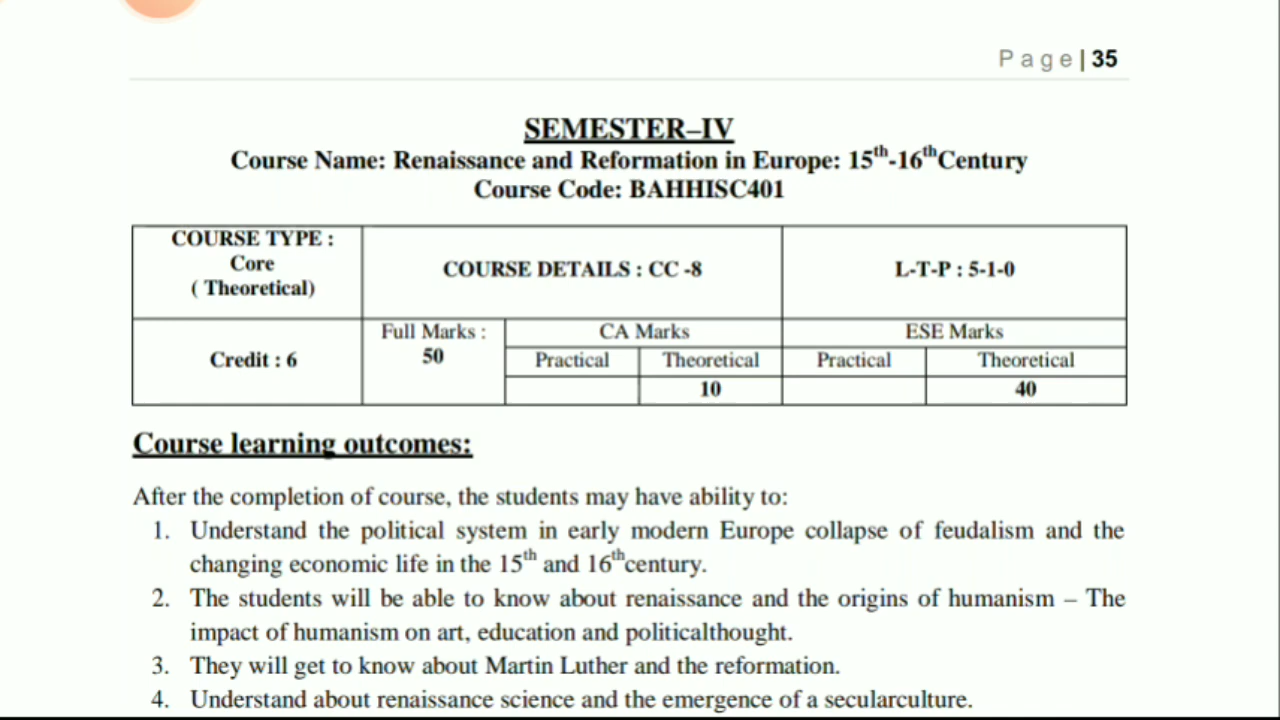 Page | 35
SEMESTER–IV
Course Name: Renaissance and Reformation in Europe: 15th-16thCentury
Course Code: BAHHISC401
COURSE TYPE :
Core
( Theoretical)
COURSE DETAILS : CC -8
L-T-P : 5-1-0
Credit : 6
Full Marks :
50
CA Marks
ESE Marks
Practical
Theoretical
Practical
Theoretical
10
40
Course learning outcomes:
After the completion of course, the students may have ability to:
1. Understand the political system in early modern Europe collapse of feudalism and the
changing economic life in the 15th and 16thcentury.
2. The students will be able to know about renaissance and the origins of humanism – The
impact of humanism on art, education and politicalthought.
3. They will get to know about Martin Luther and the reformation.
4. Understand about renaissance science and the emergence of a secularculture.